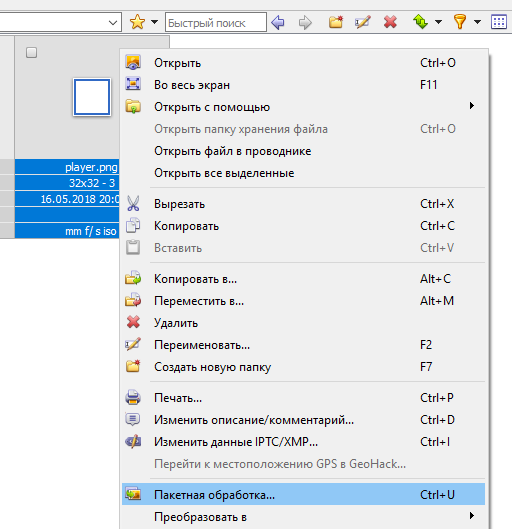 Быстрый поиск
player.png
32x32 - 3
16.05.2018 20:0
mm f/ s iso
Открыть Ctrl+O
Во весь экран F11
Открыть с помощью
Открыть папку хранения файла Ctrl+O
Открыть файл в проводнике
Открыть все выделенные
Вырезать Ctrl+X
Копировать Ctrl+C
Вставить Ctrl+V
Копировать в... Alt+C
Переместить в... Alt+M
Удалить
Переименовать... F2
Создать новую папку F7
Печать... Ctrl+P
Изменить описание/комментарий... Ctrl+D
Изменить данные IPTC/XMP... Ctrl+I
Перейти к местоположению GPS в GeoHack...
Пакетная обработка... Ctrl+U
Преобразовать в